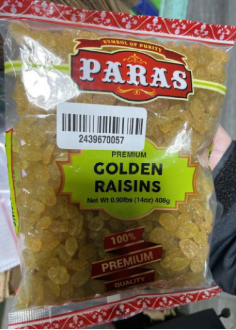 SYMBOL OF PURITY
PARAS
2439670057
PREMIUM
GOLDEN
RAISINS
Net Wt 0.90lbs (14oz) 408g
100%
PREMIUM
QUALITY